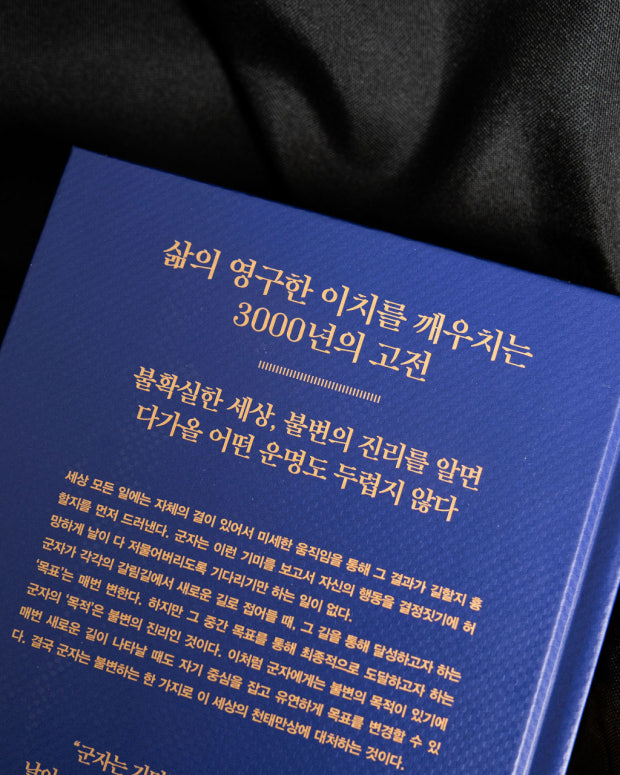 삶의 영구한 이치를 깨우치는
3000년의 고전
불확실한 세상, 불변의 진리를 알면
다가올 어떤 운명도 두렵지 않다
세상 모든 일에는 자체의 결이 있어서 미세한 움직임을 통해 그 결과가 길할지 흉
할지를 먼저 드러낸다. 군자는 이런 기미를 보고서 자신의 행동을 결정짓기에 허
망하게 날이 다 저물어버리도록 기다리기만 하는 일이 없다.
군자가 각각의 갈림길에서 새로운 길로 접어들 때, 그 길을 통해 달성하고자 하는
‘목표’는 매번 변한다. 하지만 그 중간 목표를 통해 최종적으로 도달하고자 하는
군자의 ‘목적’은 불변의 진리인 것이다. 이처럼 군자에게는 불변의 목적이 있기에
매번 새로운 길이 나타날 때도 자기 중심을 잡고 유연하게 목표를 변경할 수 있
다. 결국 군자는 불변하는 한 가지로 이 세상의 천태만상에 대처하는 것이다.
“군자는 기미